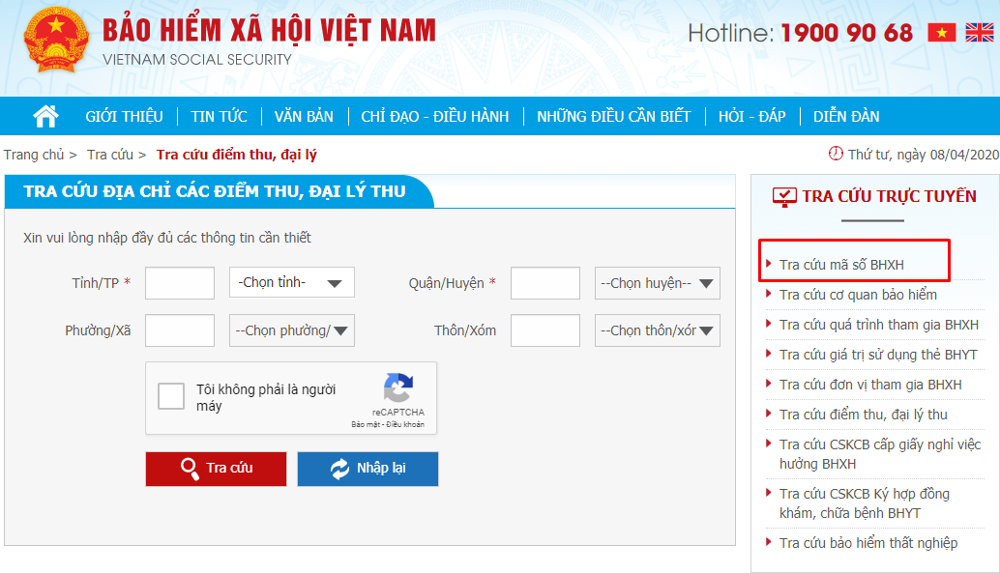 BẢO HIỂM XÃ HỘI VIỆT NAM
VIETNAM SOCIAL SECURITY
Hotline: 1900 90 68
GIỚI THIỆU TIN TỨC VĂN BẢN CHỈ ĐẠO - ĐIỀU HÀNH NHỮNG ĐIỀU CẦN BIẾT HỎI - ĐÁP DIỄN ĐÀN
Trang chủ > Tra cứu > Tra cứu điểm thu, đại lý
Thứ tư, ngày 08/04/2020
TRA CỨU ĐỊA CHỈ CÁC ĐIỂM THU, ĐẠI LÝ THU
Xin vui lòng nhập đầy đủ các thông tin cần thiết
Tỉnh/TP * -Chọn tỉnh- Quận/Huyện * --Chọn huyện--
Phường/Xã --Chọn phường/ Thôn/Xóm --Chọn thôn/xór
Tôi không phải là người
máy
reCAPTCHA
Bảo mật - Điều khoản
Tra cứu Nhập lại
TRA CỨU TRỰC TUYẾN
Tra cứu mã số BHXH
Tra cứu cơ quan bảo hiểm
Tra cứu quá trình tham gia BHXH
Tra cứu giá trị sử dụng thẻ BHYT
Tra cứu đơn vị tham gia BHXH
Tra cứu điểm thu, đại lý thu
Tra cứu CSKCB cấp giấy nghỉ việc
hưởng BHXH
Tra cứu CSKCB Ký hợp đồng
khám, chữa bệnh BHYT
Tra cứu bảo hiểm thất nghiệp